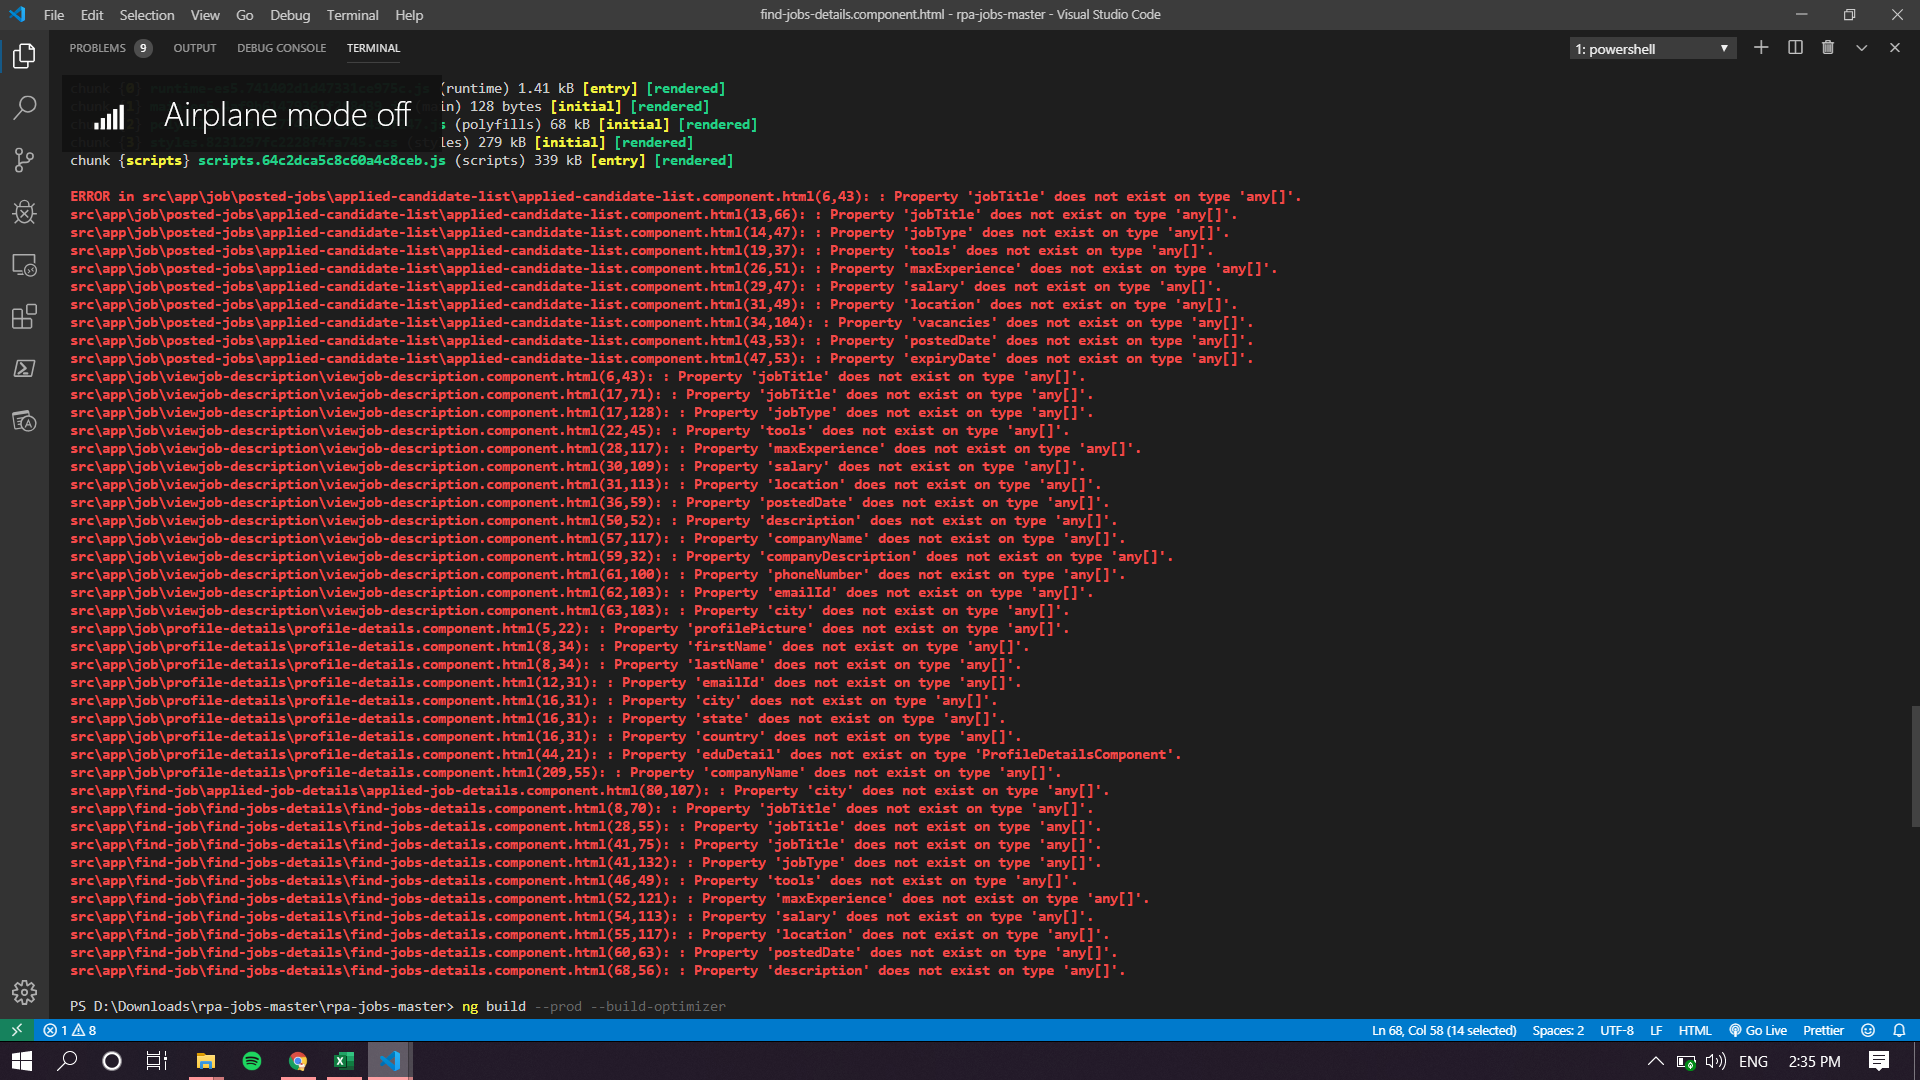 File Edit Selection View Go Debug Terminal Help
find-jobs-details.component.html - rpa-jobs-master - Visual Studio Code
PROBLEMS 9 OUTPUT DEBUG CONSOLE TERMINAL
1: powershell
(runtime) 1.41 kB [entry] [rendered]
128 bytes [initial] [rendered]
Airplane mode off
(polyfills) 68 kB [initial] [rendered]
279 kB [initial] [rendered]
chunk {scripts} scripts.64c2dca5c8c60a4c8ceb.js (scripts) 339 kB [entry] [rendered]
ERROR in src\app\job\posted-jobs\applied-candidate-list\applied-candidate-list.component.html(6,43): : Property 'jobTitle' does not exist on type 'any[]'.
src\app\job\posted-jobs\applied-candidate-list\applied-candidate-list.component.html(13,66): : Property 'jobTitle' does not exist on type 'any[]'.
src\app\job\posted-jobs\applied-candidate-list\applied-candidate-list.component.html(14,47): : Property 'jobType' does not exist on type 'any[]'.
src\app\job\posted-jobs\applied-candidate-list\applied-candidate-list.component.html(19,37): : Property 'tools' does not exist on type 'any[]'.
src\app\job\posted-jobs\applied-candidate-list\applied-candidate-list.component.html(26,51): : Property 'maxExperience' does not exist on type 'any[]'.
src\app\job\posted-jobs\applied-candidate-list\applied-candidate-list.component.html(29,47): : Property 'salary' does not exist on type 'any[]'.
src\app\job\posted-jobs\applied-candidate-list\applied-candidate-list.component.html(31,49): : Property 'location' does not exist on type 'any[]'.
src\app\job\posted-jobs\applied-candidate-list\applied-candidate-list.component.html(34,104): : Property 'vacancies' does not exist on type 'any[]'.
src\app\job\posted-jobs\applied-candidate-list\applied-candidate-list.component.html(43,53): : Property 'postedDate' does not exist on type 'any[]'.
src\app\job\posted-jobs\applied-candidate-list\applied-candidate-list.component.html(47,53): : Property 'expiryDate' does not exist on type 'any[]'.
src\app\job\viewjob-description\viewjob-description.component.html(6,43): : Property 'jobTitle' does not exist on type 'any[]'.
src\app\job\viewjob-description\viewjob-description.component.html(17,71): : Property 'jobTitle' does not exist on type 'any[]'.
src\app\job\viewjob-description\viewjob-description.component.html(17,128): : Property 'jobType' does not exist on type 'any[]'.
src\app\job\viewjob-description\viewjob-description.component.html(22,45): : Property 'tools' does not exist on type 'any[]'.
src\app\job\viewjob-description\viewjob-description.component.html(28,117): : Property 'maxExperience' does not exist on type 'any[]'.
src\app\job\viewjob-description\viewjob-description.component.html(30,109): : Property 'salary' does not exist on type 'any[]'.
src\app\job\viewjob-description\viewjob-description.component.html(31,113): : Property 'location' does not exist on type 'any[]'.
src\app\job\viewjob-description\viewjob-description.component.html(36,59): : Property 'postedDate' does not exist on type 'any[]'.
src\app\job\viewjob-description\viewjob-description.component.html(50,52): : Property 'description' does not exist on type 'any[]'.
src\app\job\viewjob-description\viewjob-description.component.html(57,117): : Property 'companyName' does not exist on type 'any[]'.
src\app\job\viewjob-description\viewjob-description.component.html(59,32): : Property 'companyDescription' does not exist on type 'any[]'.
src\app\job\viewjob-description\viewjob-description.component.html(61,100): : Property 'phoneNumber' does not exist on type 'any[]'.
src\app\job\viewjob-description\viewjob-description.component.html(62,103): : Property 'emailId' does not exist on type 'any[]'.
src\app\job\viewjob-description\viewjob-description.component.html(63,103): : Property 'city' does not exist on type 'any[]'.
src\app\job\profile-details\profile-details.component.html(5,22): : Property 'profilePicture' does not exist on type 'any[]'.
src\app\job\profile-details\profile-details.component.html(8,34): : Property 'firstName' does not exist on type 'any[]'.
src\app\job\profile-details\profile-details.component.html(8,34): : Property 'lastName' does not exist on type 'any[]'.
src\app\job\profile-details\profile-details.component.html(12,31): : Property 'emailId' does not exist on type 'any[]'.
src\app\job\profile-details\profile-details.component.html(16,31): : Property 'city' does not exist on type 'any[]'.
src\app\job\profile-details\profile-details.component.html(16,31): : Property 'state' does not exist on type 'any[]'.
src\app\job\profile-details\profile-details.component.html(16,31): : Property 'country' does not exist on type 'any[]'.
src\app\job\profile-details\profile-details.component.html(44,21): : Property 'eduDetail' does not exist on type 'ProfileDetailsComponent'.
src\app\job\profile-details\profile-details.component.html(209,55): : Property 'companyName' does not exist on type 'any[]'.
src\app\find-job\applied-job-details\applied-job-details.component.html(80,107): : Property 'city' does not exist on type 'any[]'.
src\app\find-job\find-jobs-details\find-jobs-details.component.html(8,70): : Property 'jobTitle' does not exist on type 'any[]'.
src\app\find-job\find-jobs-details\find-jobs-details.component.html(28,55): : Property 'jobTitle' does not exist on type 'any[]'.
src\app\find-job\find-jobs-details\find-jobs-details.component.html(41,75): : Property 'jobTitle' does not exist on type 'any[]'.
src\app\find-job\find-jobs-details\find-jobs-details.component.html(41,132): : Property 'jobType' does not exist on type 'any[]'.
src\app\find-job\find-jobs-details\find-jobs-details.component.html(46,49): : Property 'tools' does not exist on type 'any[]'.
src\app\find-job\find-jobs-details\find-jobs-details.component.html(52,121): : Property 'maxExperience' does not exist on type 'any[]'.
src\app\find-job\find-jobs-details\find-jobs-details.component.html(54,113): : Property 'salary' does not exist on type 'any[]'.
src\app\find-job\find-jobs-details\find-jobs-details.component.html(55,117): : Property 'location' does not exist on type 'any[]'.
src\app\find-job\find-jobs-details\find-jobs-details.component.html(60,63): : Property 'postedDate' does not exist on type 'any[]'.
src\app\find-job\find-jobs-details\find-jobs-details.component.html(68,56): : Property 'description' does not exist on type 'any[]'.
PS D:\Downloads\rpa-jobs-master\rpa-jobs-master> ng build --prod --build-optimizer
1 8 Ln 68, Col 58 (14 selected) Spaces: 2 UTF-8 LF HTML Go Live Prettier
ENG 2:35 PM